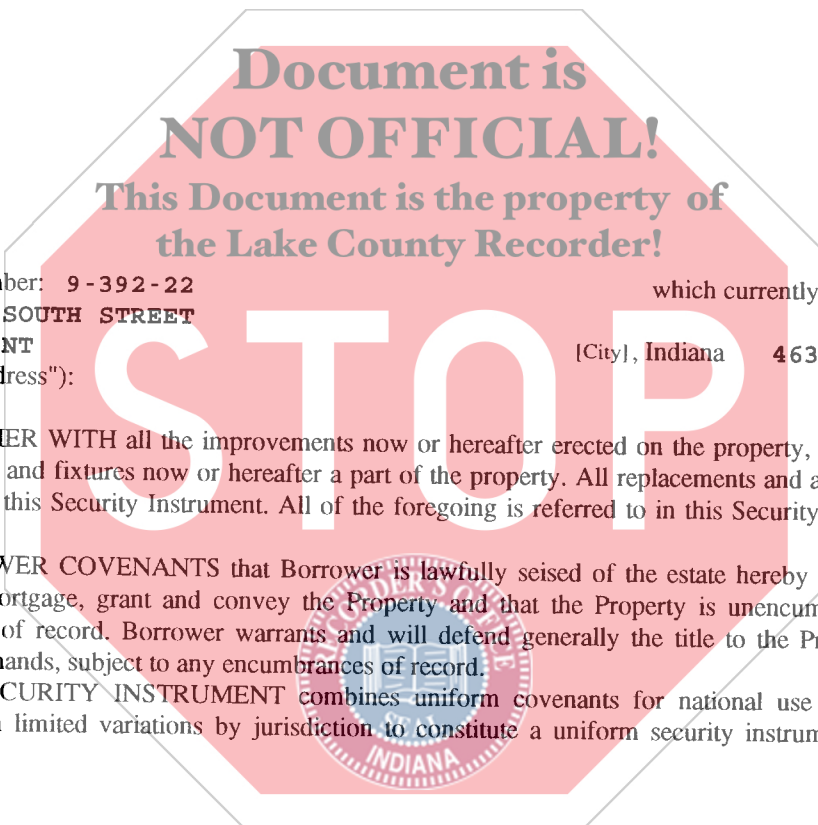 Document is
NOT OFFICIAL!
This Document is the property of
the Lake County Recorder!
ber: 9-392-22 which currently
SOUTH STREET
NT [City], Indiana 463
dress"):
STOP
ER WITH all the improvements now or hereafter erected on the property,
and fixtures now or hereafter a part of the property. All replacements and a
this Security Instrument. All of the foregoing is referred to in this Security
WER COVENANTS that Borrower is lawfully seised of the estate hereby
ortgage, grant and convey the Property and that the Property is unencum
of record. Borrower warrants and will defend generally the title to the Pr
ands, subject to any encumbrances of record.
CURITY INSTRUMENT combines uniform covenants for national use
limited variations by jurisdiction to constitute a uniform security instrum
RECORDER'S OFFICE
SEAL
INDIANA